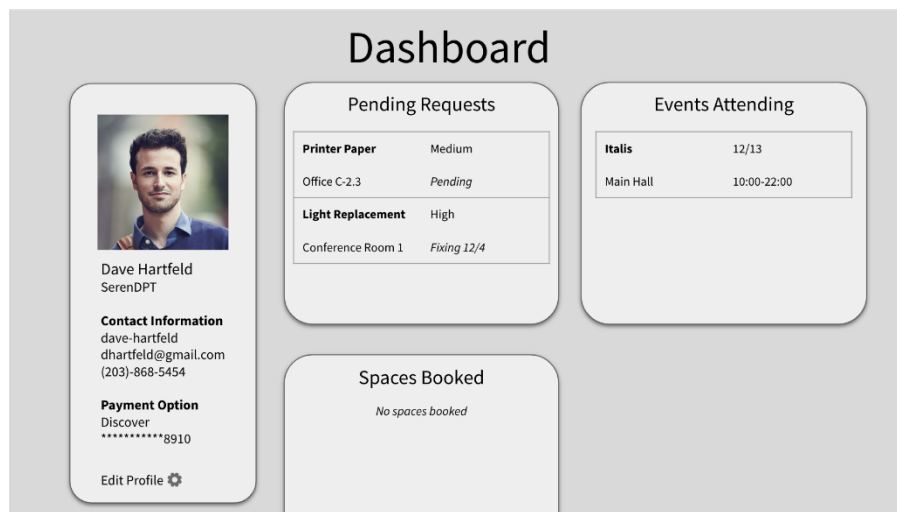 Dashboard
Dave Hartfeld
SerenDPT
Contact Information
dave-hartfeld
dhartfeld@gmail.com
(203)-868-5454
Payment Option
Discover
***********8910
Edit Profile
Pending Requests
Printer Paper Medium
Office C-2.3 Pending
Light Replacement High
Conference Room 1 Fixing 12/4
Events Attending
Italis 12/13
Main Hall 10:00-22:00
Spaces Booked
No spaces booked